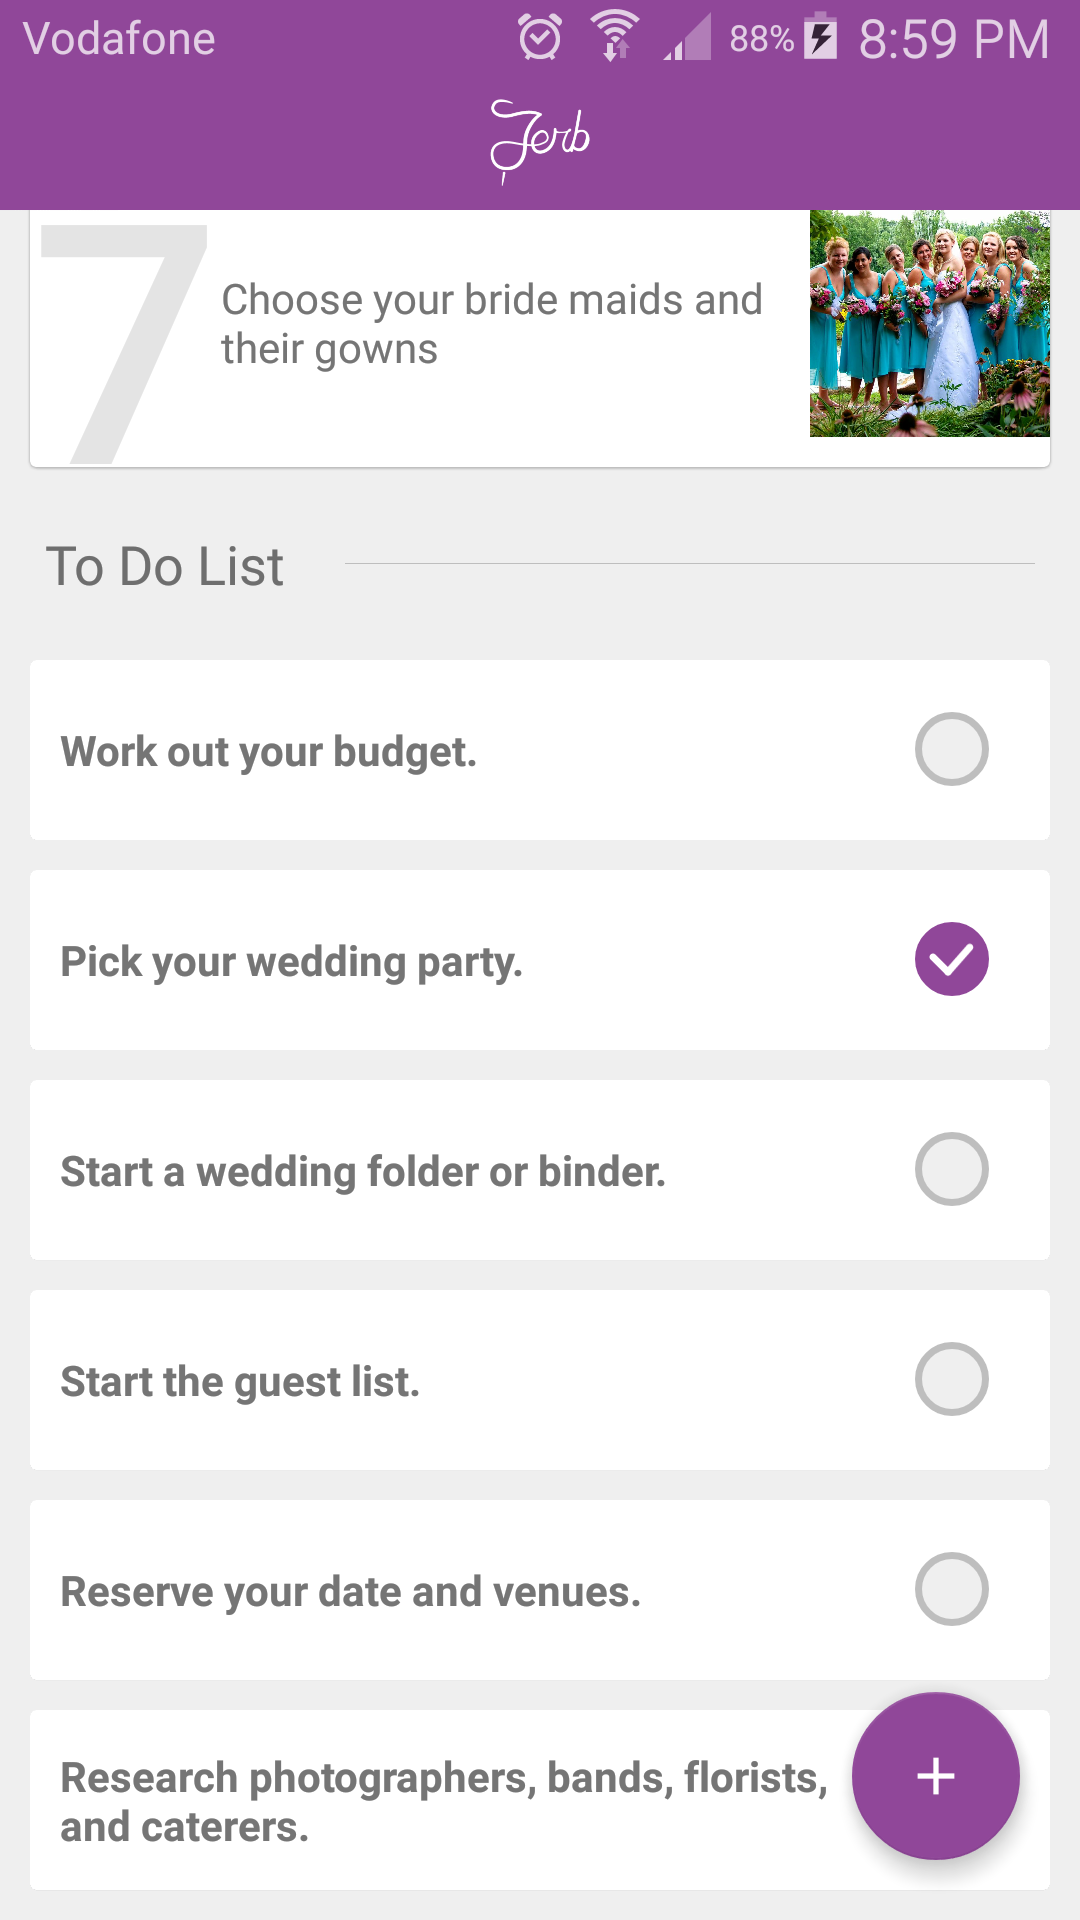 Vodafone 88% 8:59 PM
Jerb
7
Choose your bride maids and
their gowns
To Do List
Work out your budget.
Pick your wedding party.
Start a wedding folder or binder.
Start the guest list.
Reserve your date and venues.
Research photographers, bands, florists,
and caterers.